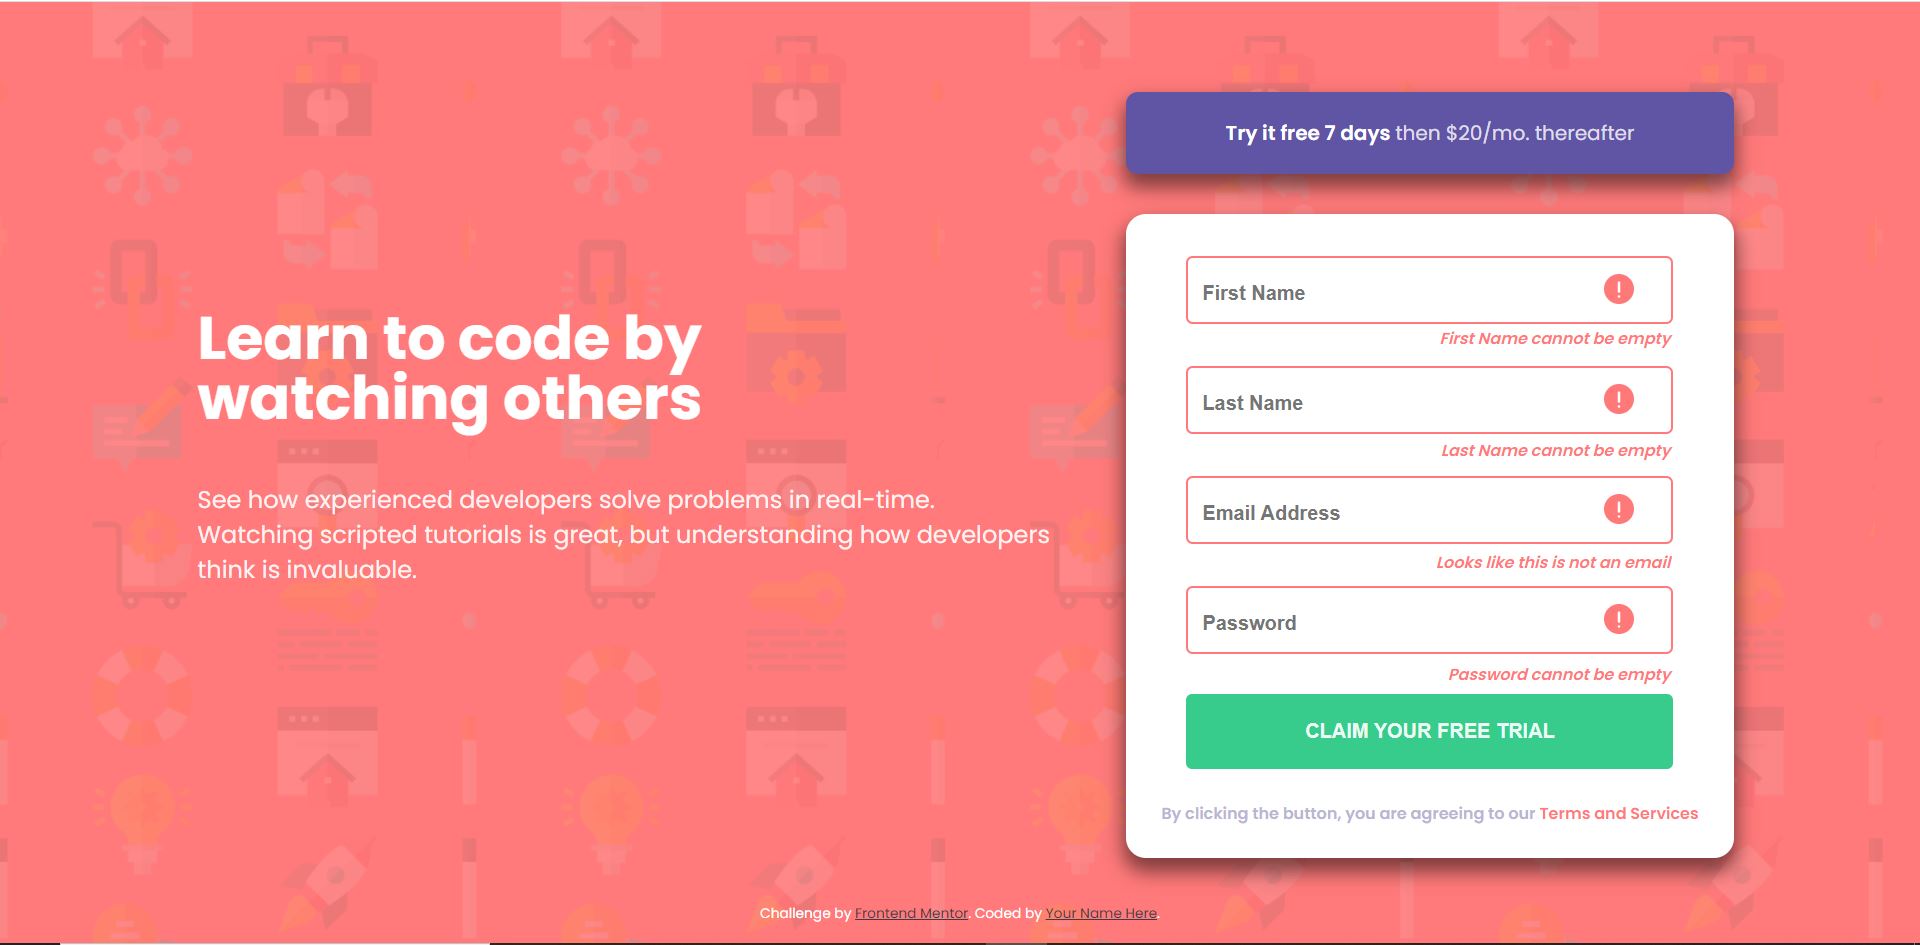 Try it free 7 days then $20/mo. thereafter
Learn to code by
watching others
See how experienced developers solve problems in real-time.
Watching scripted tutorials is great, but understanding how developers
think is invaluable.
First Name
First Name cannot be empty
Last Name
Last Name cannot be empty
Email Address
Looks like this is not an email
Password
Password cannot be empty
CLAIM YOUR FREE TRIAL
By clicking the button, you are agreeing to our Terms and Services
Challenge by Frontend Mentor. Coded by Your Name Here.